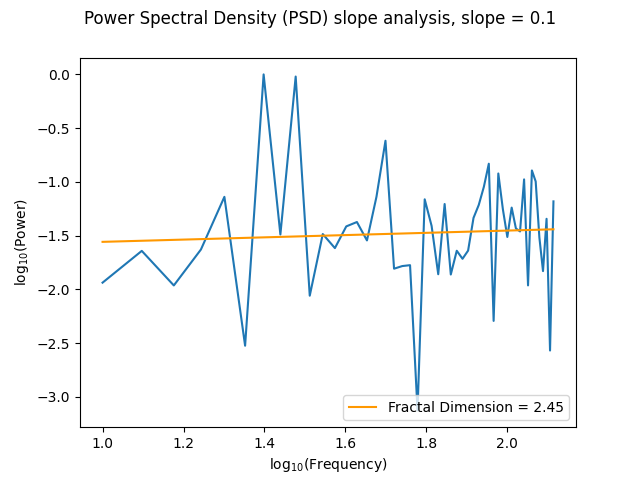 Power Spectral Density (PSD) slope analysis, slope = 0.1
0.0
−0.5
−1.0
−1.5
−2.0
−2.5
−3.0
log₁₀(Power)
Fractal Dimension = 2.45
1.0 1.2 1.4 1.6 1.8 2.0
log₁₀(Frequency)